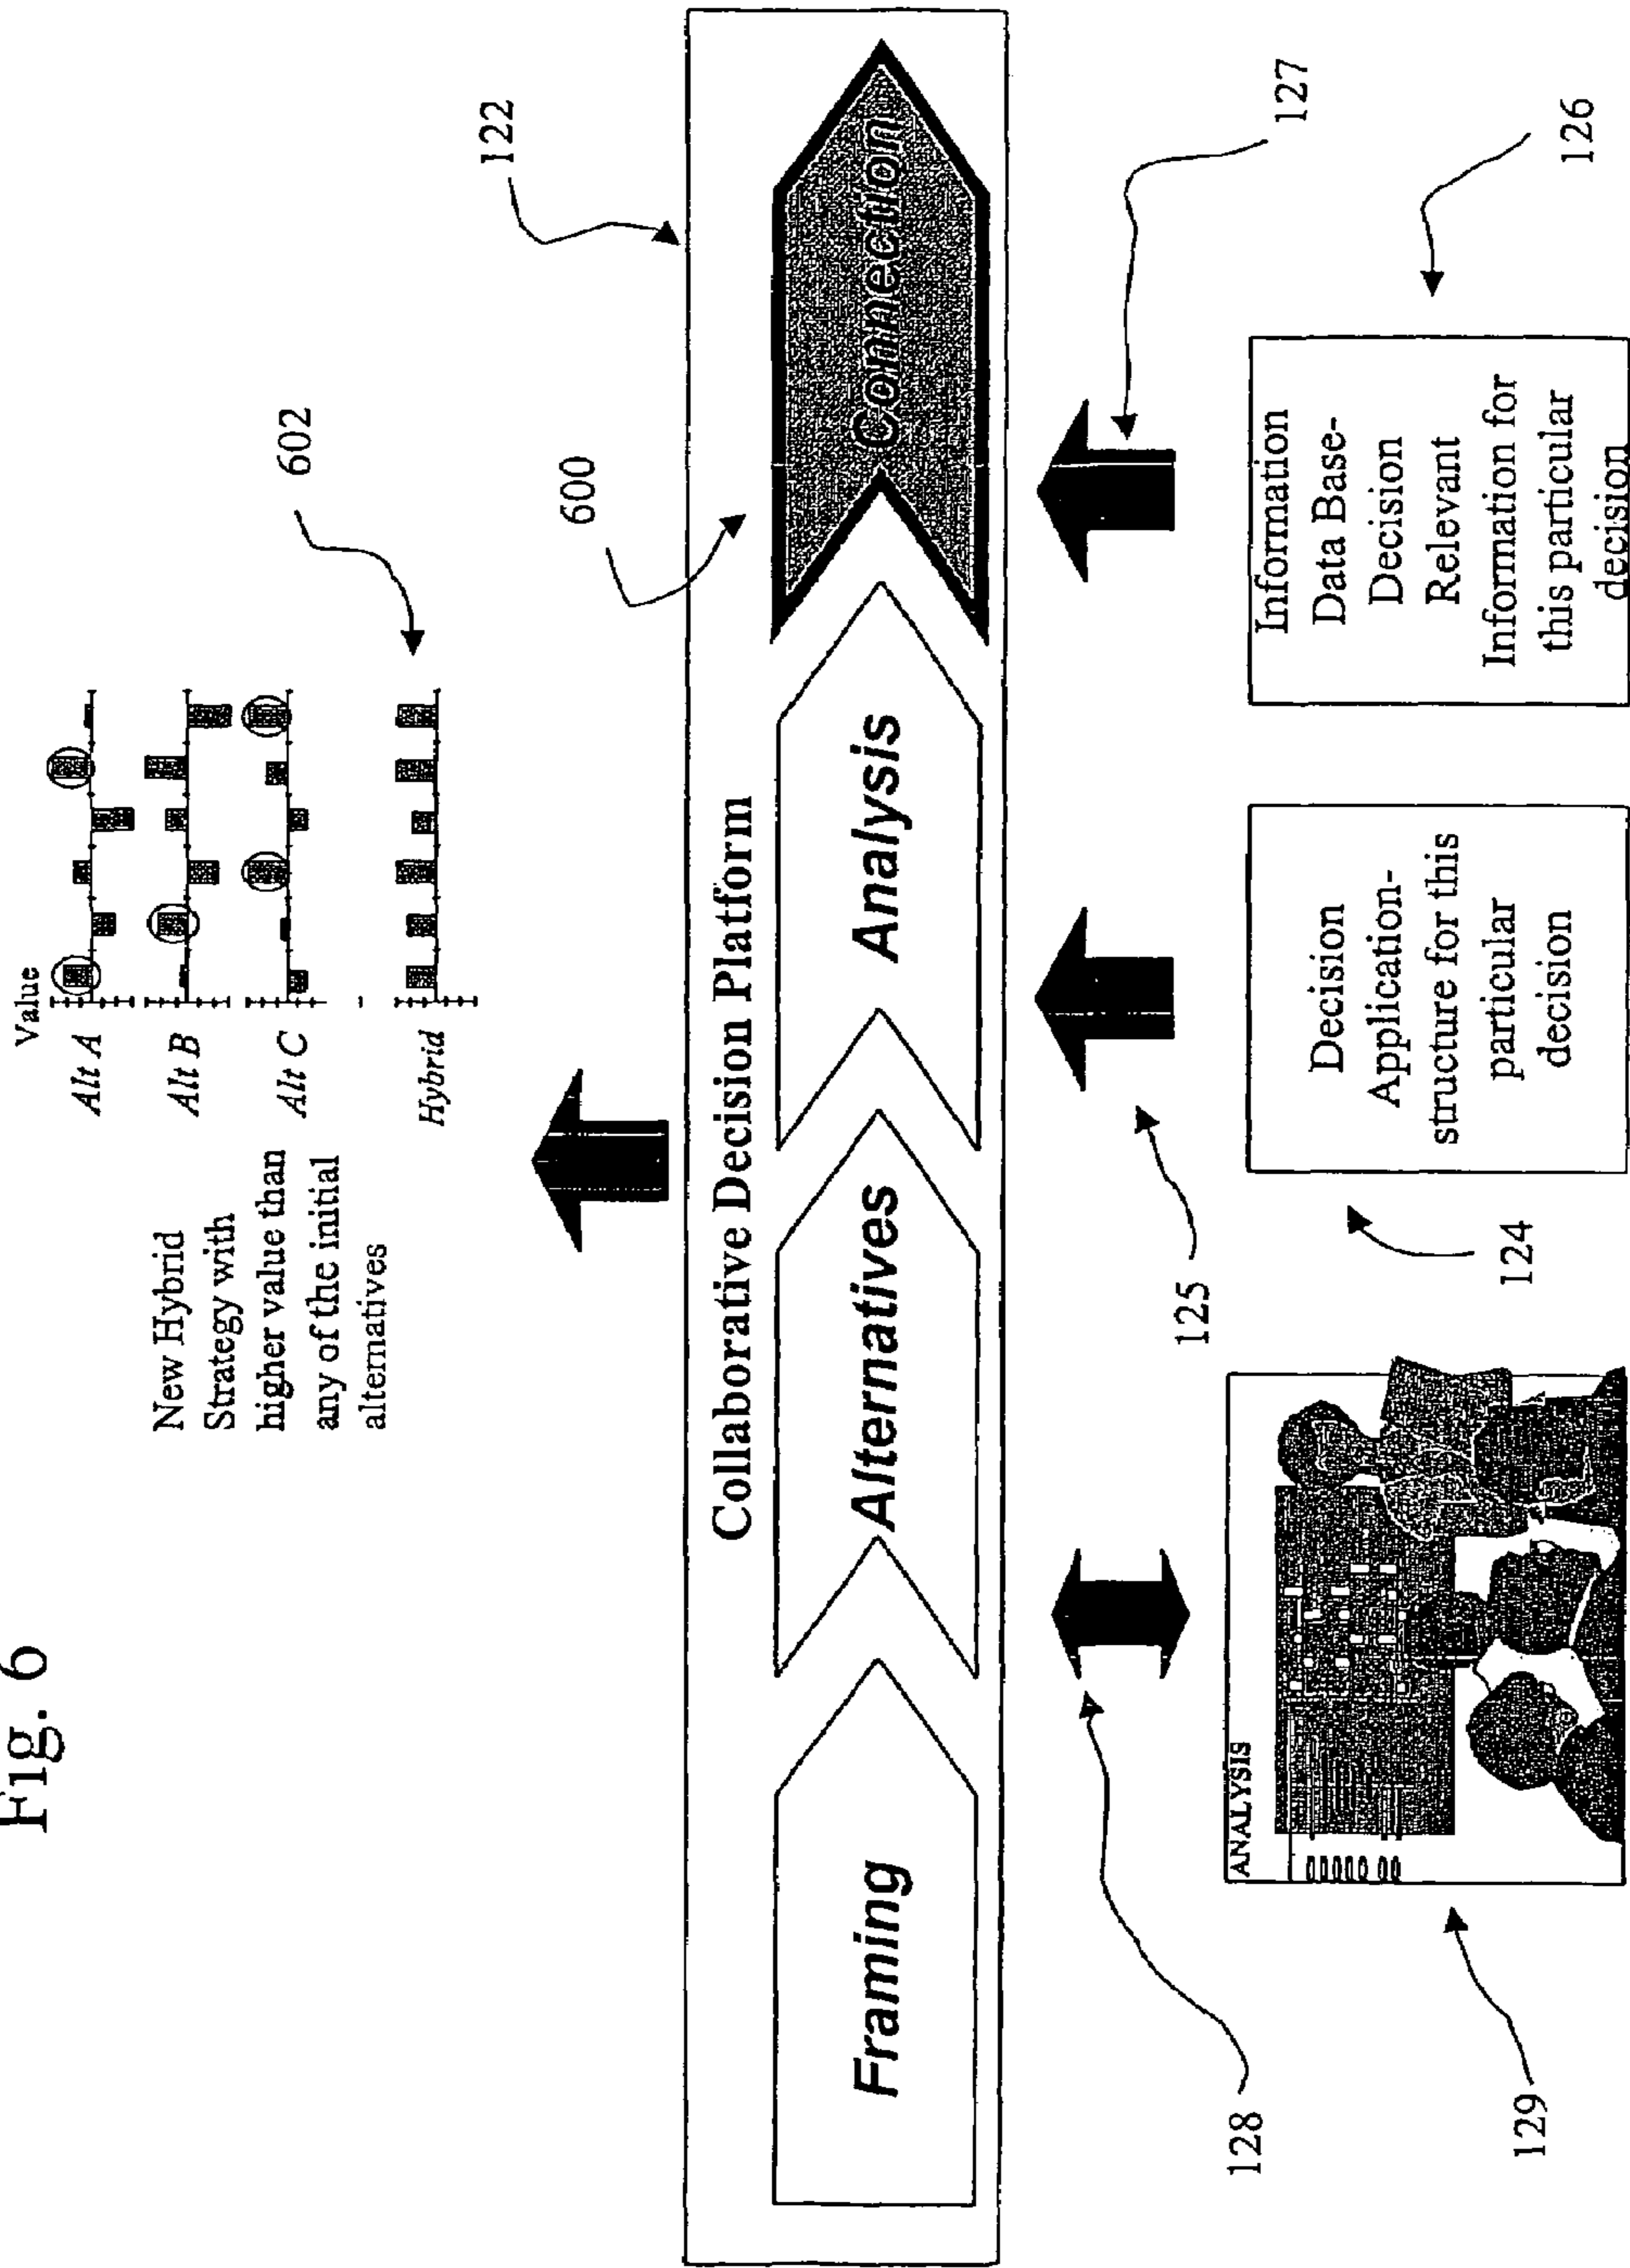 Fig. 6
Value
Alt A
Alt B
Alt C
Hybrid
New Hybrid
Strategy with
higher value than
any of the initial
alternatives
602
122
600
Collaborative Decision Platform
Framing
Alternatives
Analysis
Connection
128
125
127
129
ANALYSIS
124
Decision
Application-
structure for this
particular
decision
126
Information
Data Base-
Decision
Relevant
Information for
this particular
decision